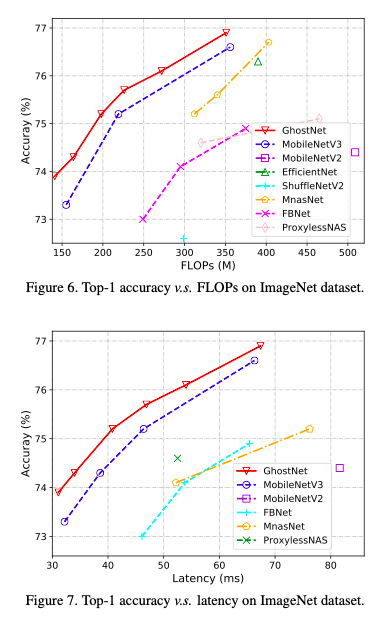 77
76
75
74
73
Accuray (%)
150 200 250 300 350 400 450 500
FLOPs (M)
GhostNet
MobileNetV3
MobileNetV2
EfficientNet
ShuffleNetV2
MnasNet
FBNet
ProxylessNAS
Figure 6. Top-1 accuracy v.s. FLOPs on ImageNet dataset.
77
76
75
74
73
Accuray (%)
30 40 50 60 70 80
Latency (ms)
GhostNet
MobileNetV3
MobileNetV2
FBNet
MnasNet
ProxylessNAS
Figure 7. Top-1 accuracy v.s. latency on ImageNet dataset.